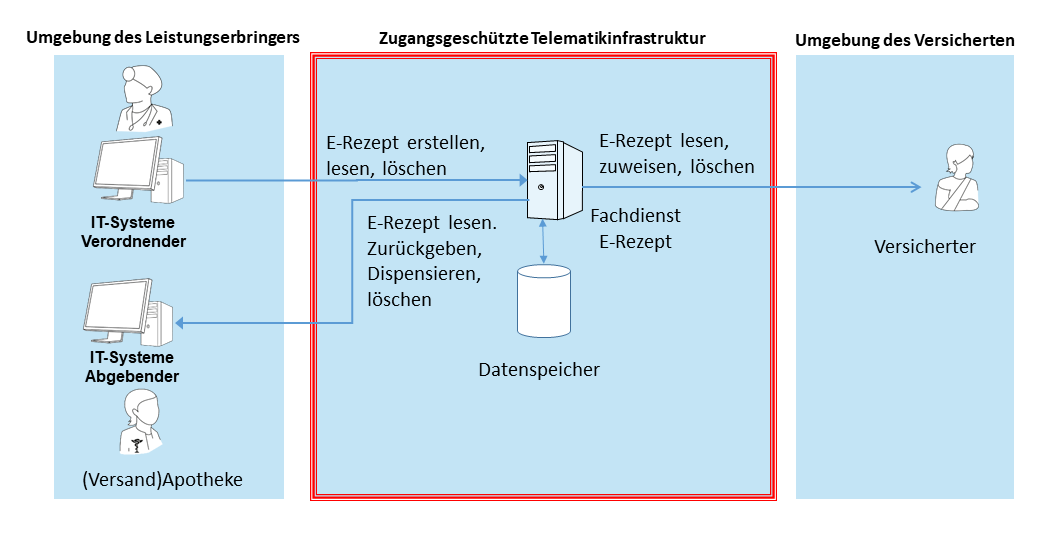 Umgebung des Leistungserbringers
Zugangsgeschützte Telematikinfrastruktur
Umgebung des Versicherten
IT-Systeme
Verordnender
IT-Systeme
Abgebender
(Versand)Apotheke
E-Rezept erstellen,
lesen, löschen
E-Rezept lesen.
Zurückgeben,
Dispensieren,
löschen
E-Rezept lesen,
zuweisen, löschen
Fachdienst
E-Rezept
Datenspeicher
Versicherter